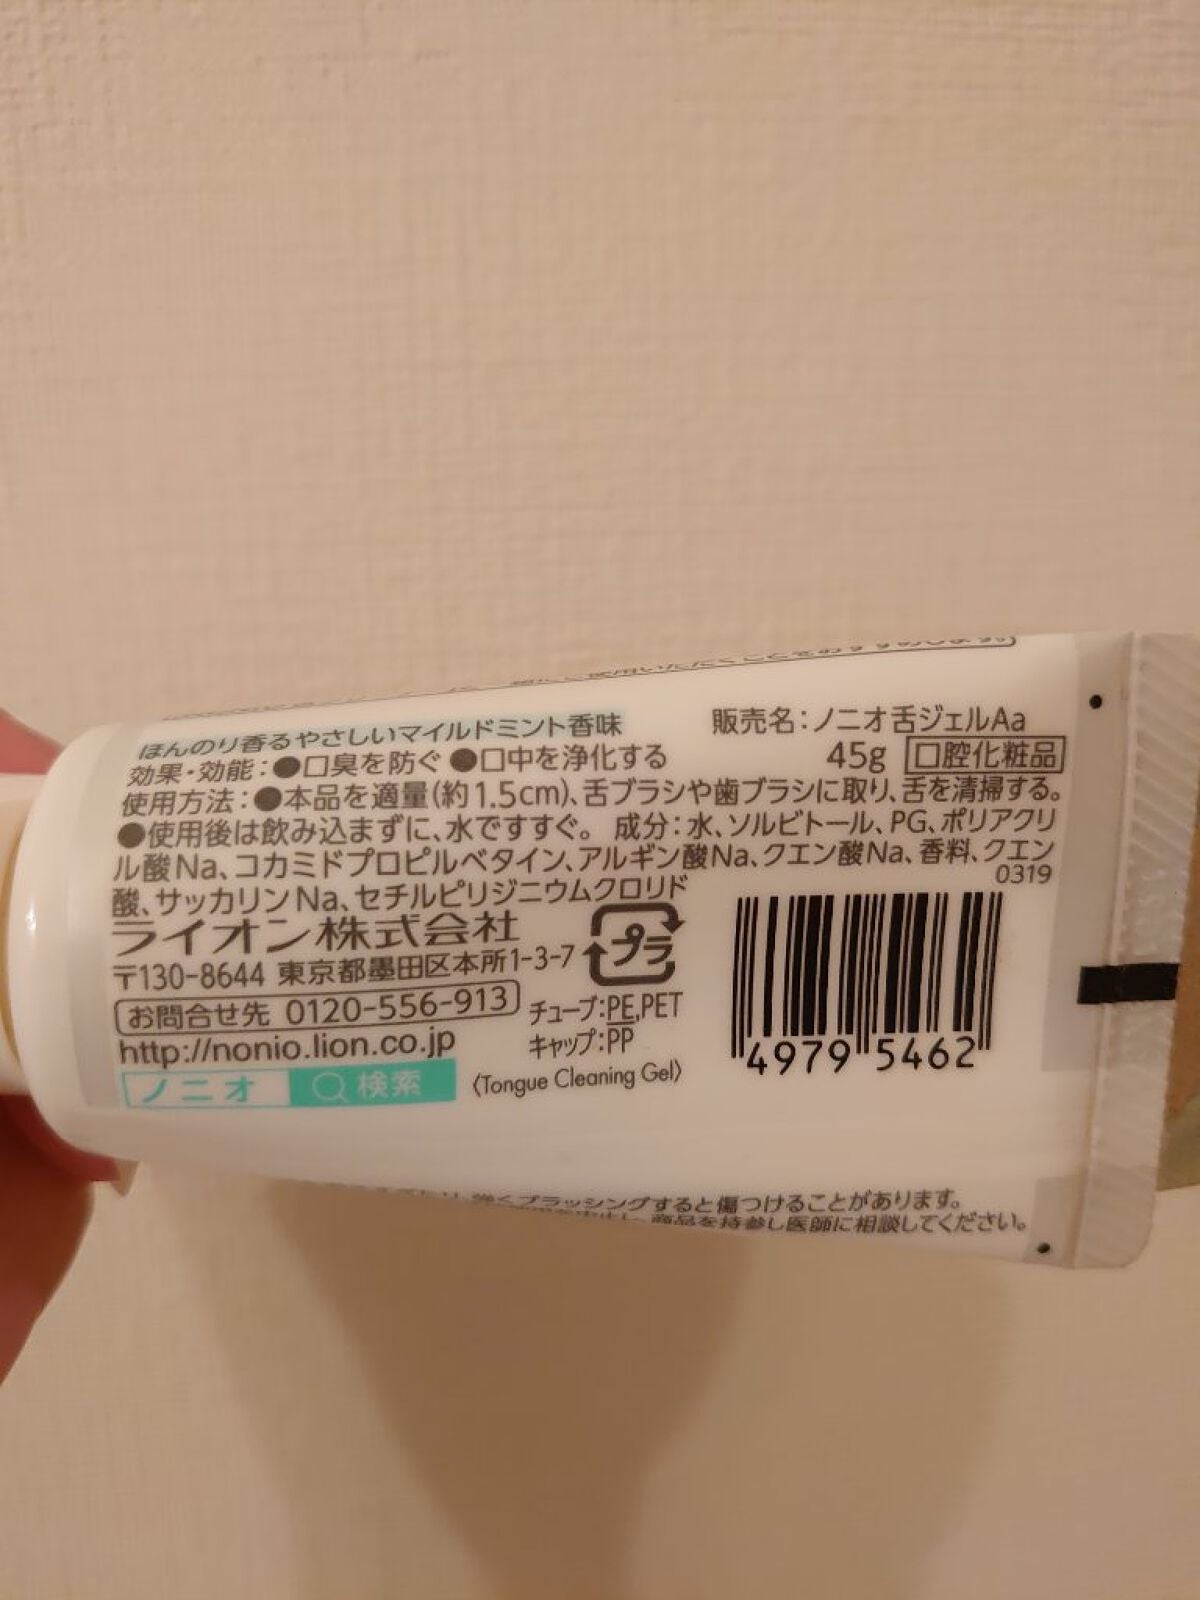 ほんのり香るやさしいマイルドミント香味
販売名:ノニオ舌ジェルAa
効果・効能:●口臭を防ぐ ●口中を浄化する
45g 口腔化粧品
使用方法:●本品を適量(約1.5cm)、舌ブラシや歯ブラシに取り、舌を清掃する。
●使用後は飲み込まずに、水ですすぐ。 成分:水、ソルビトール、PG、ポリアクリ
ル酸Na、コカミドプロピルベタイン、アルギン酸Na、クエン酸Na、香料、クエン
酸、サッカリンNa、セチルピリジニウムクロリド
0319
ライオン株式会社
〒130-8644 東京都墨田区本所1-3-7
お問合せ先 0120-556-913
http://nonio.lion.co.jp
ノニオ 検索
プラ
チューブ:PE,PET
キャップ:PP
〈Tongue Cleaning Gel〉
4979 5462
強くブラッシングすると傷つけることがあります。
商品を持参し医師に相談してください。